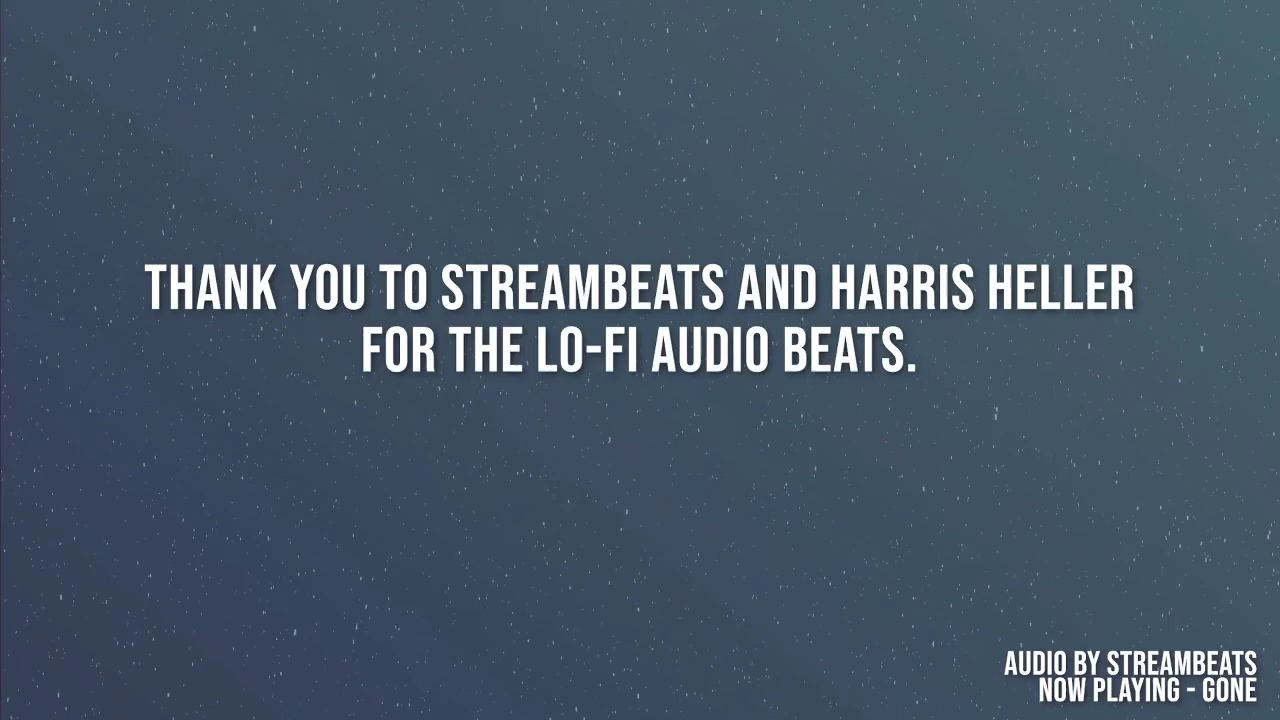 THANK YOU TO STREAMBEATS AND HARRIS HELLER
FOR THE LO-FI AUDIO BEATS.
AUDIO BY STREAMBEATS
NOW PLAYING - GONE